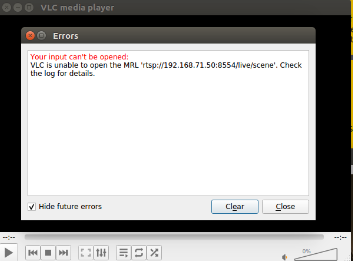 VLC media player
Errors
Your input can't be opened:
VLC is unable to open the MRL 'rtsp://192.168.71.50:8554/live/scene'. Check
the log for details.
Hide future errors
Clear
Close
--:--
--:--
0%